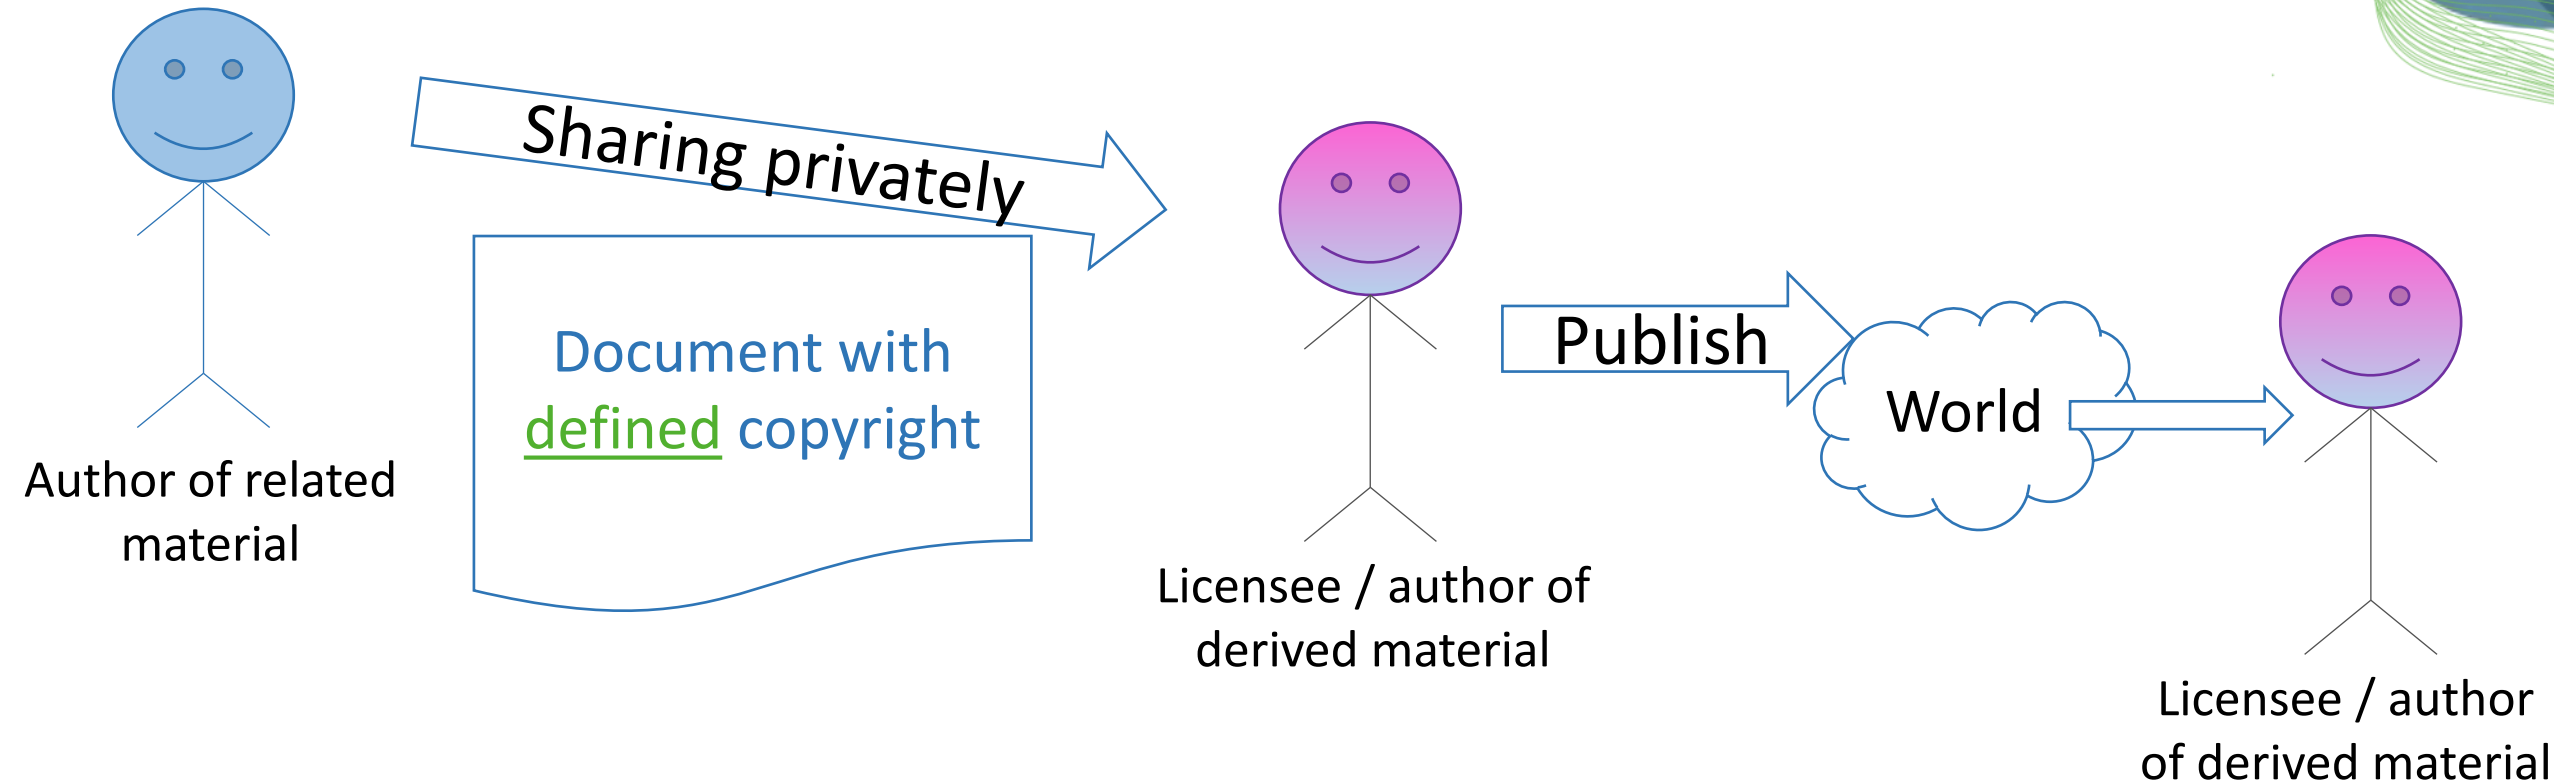 Sharing privately
Document with
defined copyright
Author of related
material
Publish
World
Licensee / author of
derived material
Licensee / author
of derived material